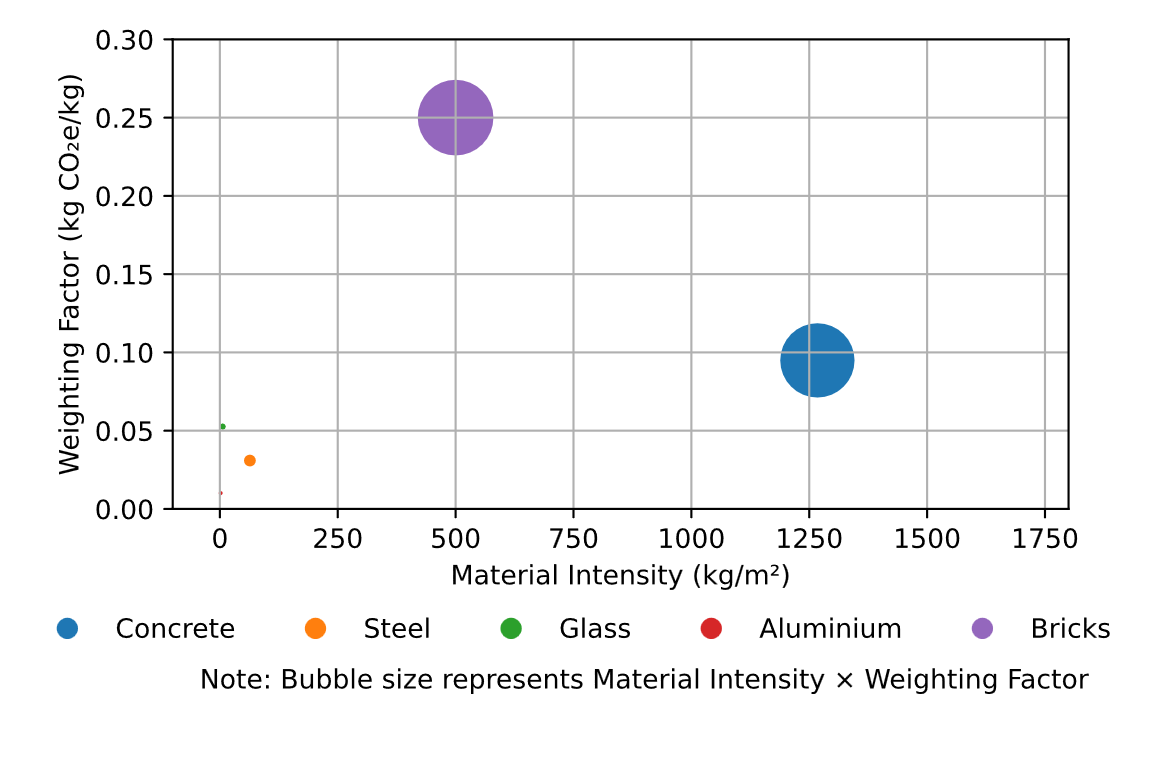 0.30
0.25
0.20
0.15
0.10
0.05
0.00
Weighting Factor (kg CO₂e/kg)
0 250 500 750 1000 1250 1500 1750
Material Intensity (kg/m²)
Concrete Steel Glass Aluminium Bricks
Note: Bubble size represents Material Intensity × Weighting Factor